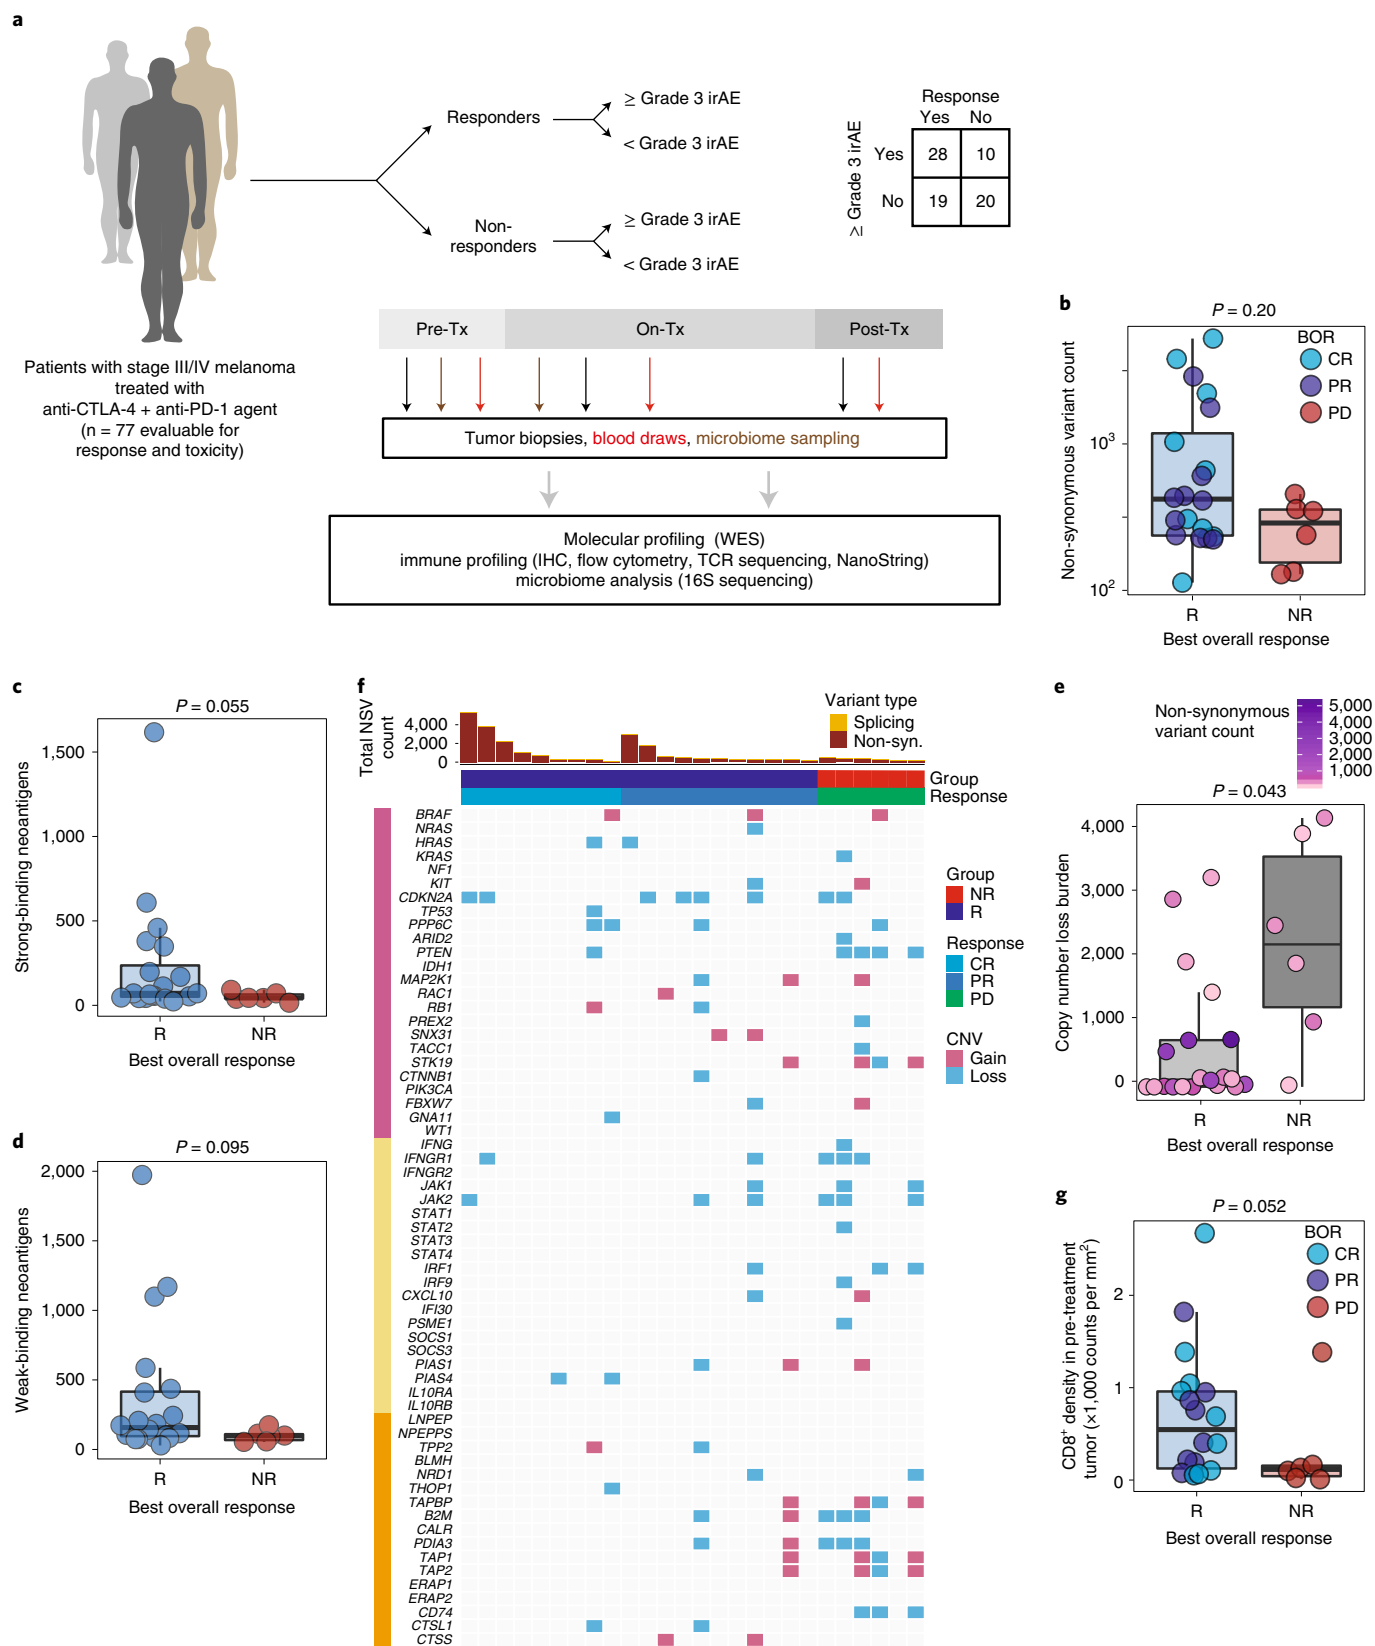 a
Responders
≥ Grade 3 irAE
< Grade 3 irAE
Non-
responders
≥ Grade 3 irAE
< Grade 3 irAE
Response
Yes No
≥ Grade 3 irAE
Yes 28 10
No 19 20
Patients with stage III/IV melanoma
treated with
anti-CTLA-4 + anti-PD-1 agent
(n = 77 evaluable for
response and toxicity)
Pre-Tx On-Tx Post-Tx
Tumor biopsies, blood draws, microbiome sampling
Molecular profiling (WES)
immune profiling (IHC, flow cytometry, TCR sequencing, NanoString)
microbiome analysis (16S sequencing)
b
P = 0.20
Non-synonymous variant count
10³
10²
BOR
CR
PR
PD
R NR
Best overall response
c
P = 0.055
Strong-binding neoantigens
1,500
1,000
500
0
R NR
Best overall response
d
P = 0.095
Weak-binding neoantigens
2,000
1,500
1,000
500
0
R NR
Best overall response
f
Total NSV
count
4,000
2,000
0
Variant type
Splicing
Non-syn.
Group
Response
BRAF
NRAS
HRAS
KRAS
NF1
KIT
CDKN2A
TP53
PPP6C
ARID2
PTEN
IDH1
MAP2K1
RAC1
RB1
PREX2
SNX31
TACC1
STK19
CTNNB1
PIK3CA
FBXW7
GNA11
WT1
IFNG
IFNGR1
IFNGR2
JAK1
JAK2
STAT1
STAT2
STAT3
STAT4
IRF1
IRF9
CXCL10
IFI30
PSME1
SOCS1
SOCS3
PIAS1
PIAS4
IL10RA
IL10RB
LNPEP
NPEPPS
TPP2
BLMH
NRD1
THOP1
TAPBP
B2M
CALR
PDIA3
TAP1
TAP2
ERAP1
ERAP2
CD74
CTSL1
CTSS
Group
NR
R
Response
CR
PR
PD
CNV
Gain
Loss
e
Non-synonymous
variant count
5,000
4,000
3,000
2,000
1,000
P = 0.043
Copy number loss burden
4,000
3,000
2,000
1,000
0
R NR
Best overall response
g
P = 0.052
CD8⁺ density in pre-treatment
tumor (×1,000 counts per mm²)
2
1
0
BOR
CR
PR
PD
R NR
Best overall response